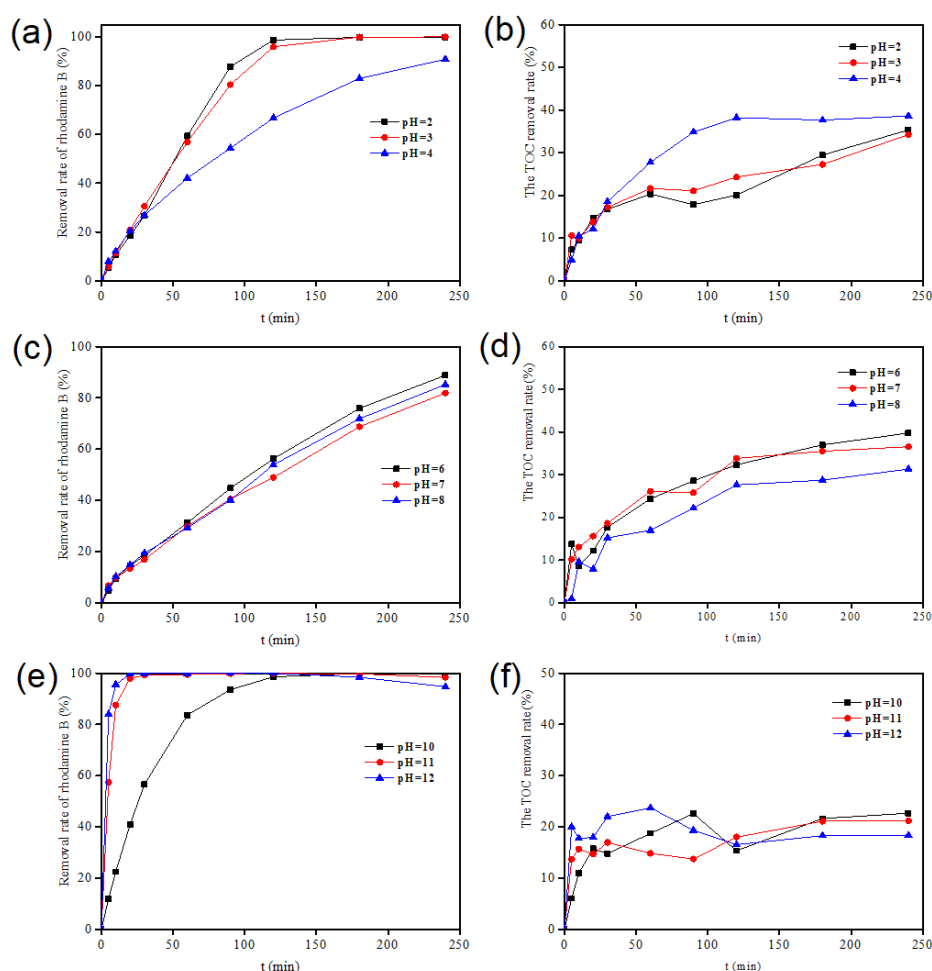 (a)
Removal rate of rhodamine B (%)
100
80
60
40
20
0
pH=2
pH=3
pH=4
0 50 100 150 200 250
t (min)
(b)
The TOC removal rate (%)
60
50
40
30
20
10
0
pH=2
pH=3
pH=4
0 50 100 150 200 250
t (min)
(c)
Removal rate of rhodamine B (%)
100
80
60
40
20
0
pH=6
pH=7
pH=8
0 50 100 150 200 250
t (min)
(d)
The TOC removal rate (%)
60
50
40
30
20
10
0
pH=6
pH=7
pH=8
0 50 100 150 200 250
t (min)
(e)
Removal rate of rhodamine B (%)
100
80
60
40
20
0
pH=10
pH=11
pH=12
0 50 100 150 200 250
t (min)
(f)
The TOC removal rate (%)
50
40
30
20
10
0
pH=10
pH=11
pH=12
0 50 100 150 200 250
t (min)